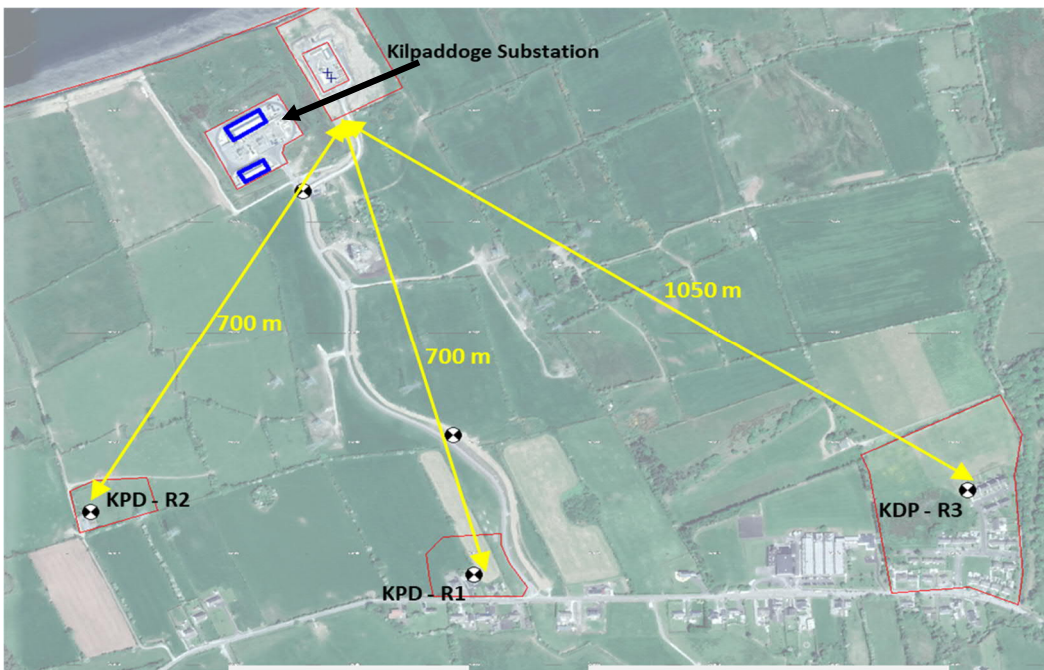 Kilpaddoge Substation
1050 m
700 m
700 m
KPD - R2
KDP - R3
KPD - R1